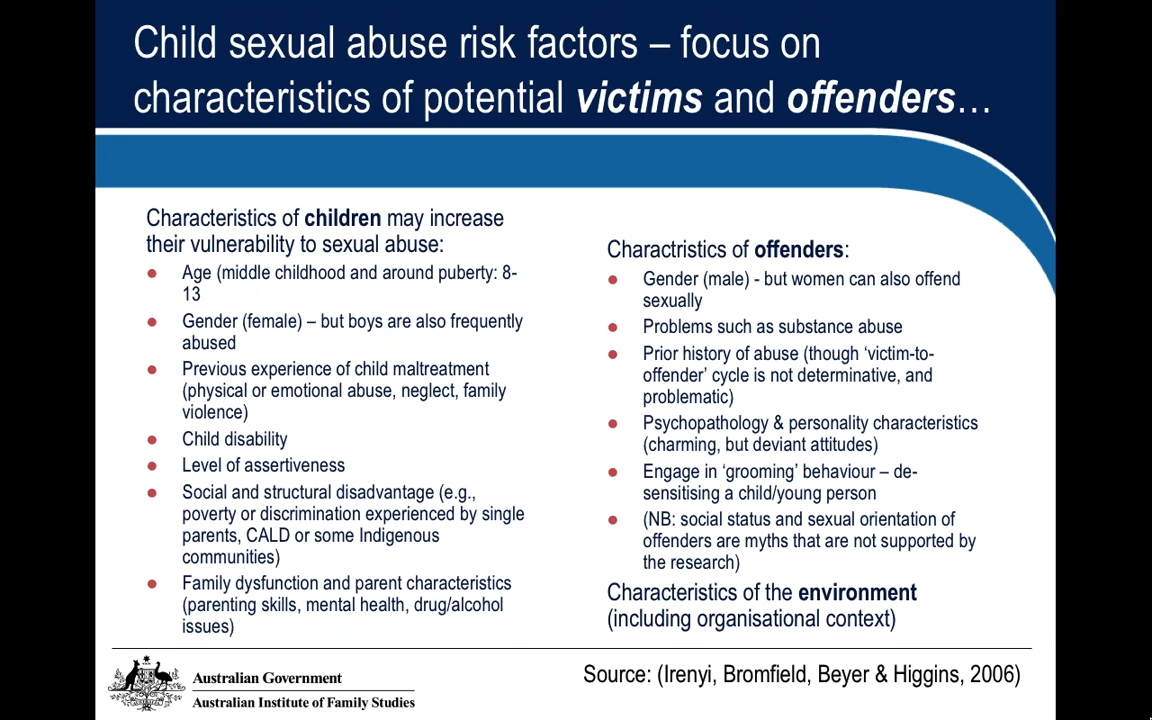 Child sexual abuse risk factors – focus on
characteristics of potential victims and offenders…
Characteristics of children may increase
their vulnerability to sexual abuse:
● Age (middle childhood and around puberty: 8-
13
● Gender (female) – but boys are also frequently
abused
● Previous experience of child maltreatment
(physical or emotional abuse, neglect, family
violence)
● Child disability
● Level of assertiveness
● Social and structural disadvantage (e.g.,
poverty or discrimination experienced by single
parents, CALD or some Indigenous
communities)
● Family dysfunction and parent characteristics
(parenting skills, mental health, drug/alcohol
issues)
Charactristics of offenders:
● Gender (male) - but women can also offend
sexually
● Problems such as substance abuse
● Prior history of abuse (though ‘victim-to-
offender’ cycle is not determinative, and
problematic)
● Psychopathology & personality characteristics
(charming, but deviant attitudes)
● Engage in ‘grooming’ behaviour – de-
sensitising a child/young person
● (NB: social status and sexual orientation of
offenders are myths that are not supported by
the research)
Characteristics of the environment
(including organisational context)
Source: (Irenyi, Bromfield, Beyer & Higgins, 2006)
Australian Government
Australian Institute of Family Studies